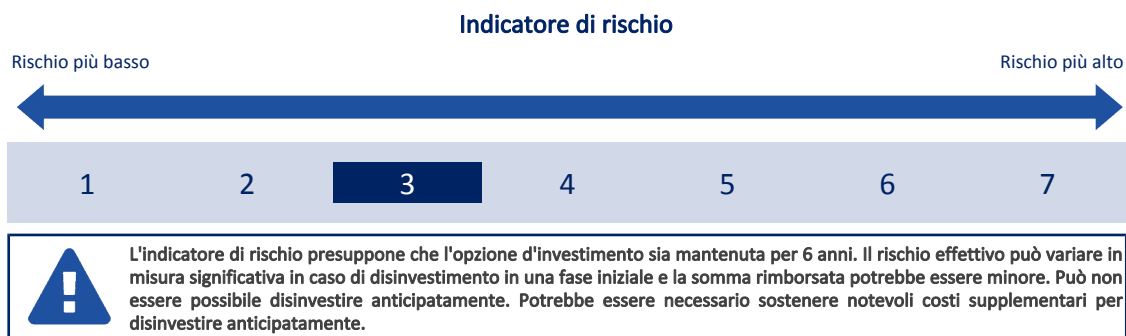 Indicatore di rischio
Rischio più basso
Rischio più alto
1 2 3 4 5 6 7
L'indicatore di rischio presuppone che l'opzione d'investimento sia mantenuta per 6 anni. Il rischio effettivo può variare in
misura significativa in caso di disinvestimento in una fase iniziale e la somma rimborsata potrebbe essere minore. Può non
essere possibile disinvestire anticipatamente. Potrebbe essere necessario sostenere notevoli costi supplementari per
disinvestire anticipatamente.